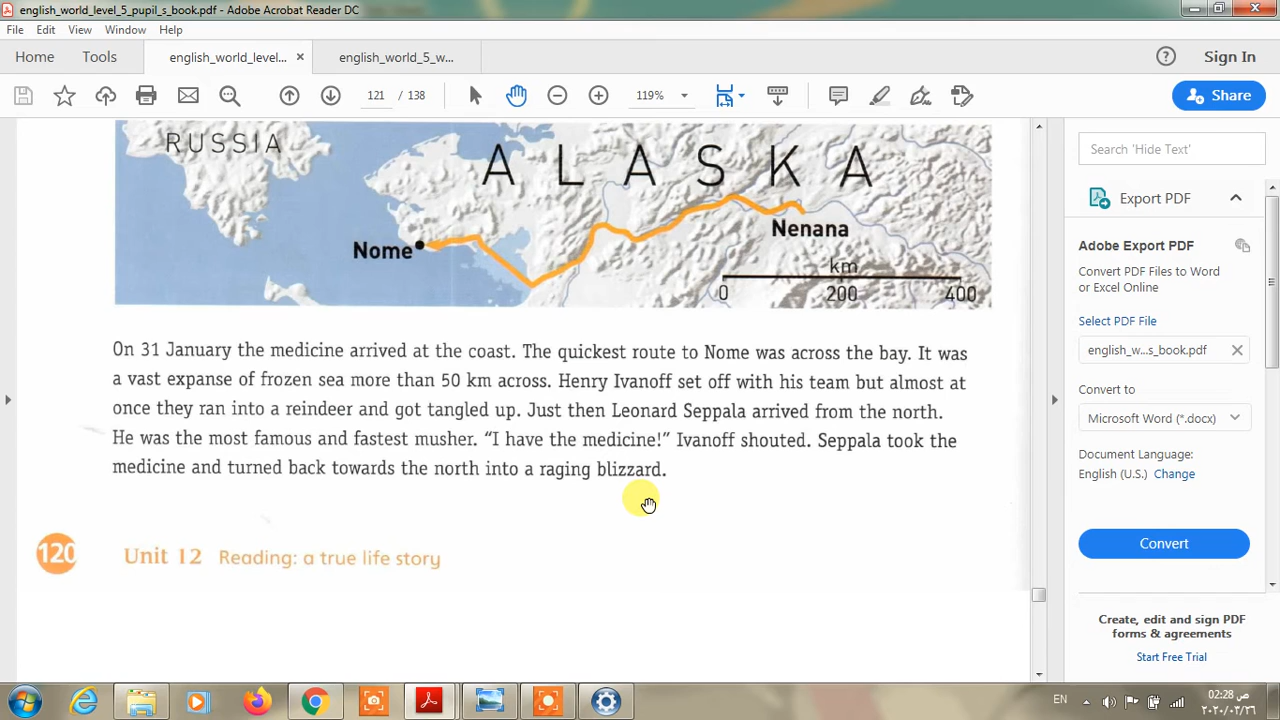 english_world_level_5_pupil_s_book.pdf - Adobe Acrobat Reader DC
File Edit View Window Help
Home Tools english_world_level... × english_world_5_w... Sign In
121 / 138 119% Share
RUSSIA
ALASKA
Nome
Nenana
km
0 200 400
On 31 January the medicine arrived at the coast. The quickest route to Nome was across the bay. It was
a vast expanse of frozen sea more than 50 km across. Henry Ivanoff set off with his team but almost at
once they ran into a reindeer and got tangled up. Just then Leonard Seppala arrived from the north.
He was the most famous and fastest musher. “I have the medicine!” Ivanoff shouted. Seppala took the
medicine and turned back towards the north into a raging blizzard.
120 Unit 12 Reading: a true life story
Search 'Hide Text'
Export PDF
Adobe Export PDF
Convert PDF Files to Word
or Excel Online
Select PDF File
english_w...s_book.pdf
Convert to
Microsoft Word (*.docx)
Document Language:
English (U.S.) Change
Convert
Create, edit and sign PDF
forms & agreements
Start Free Trial
EN
02:28 ص
٢٠٢٠/٠٣/٢٦